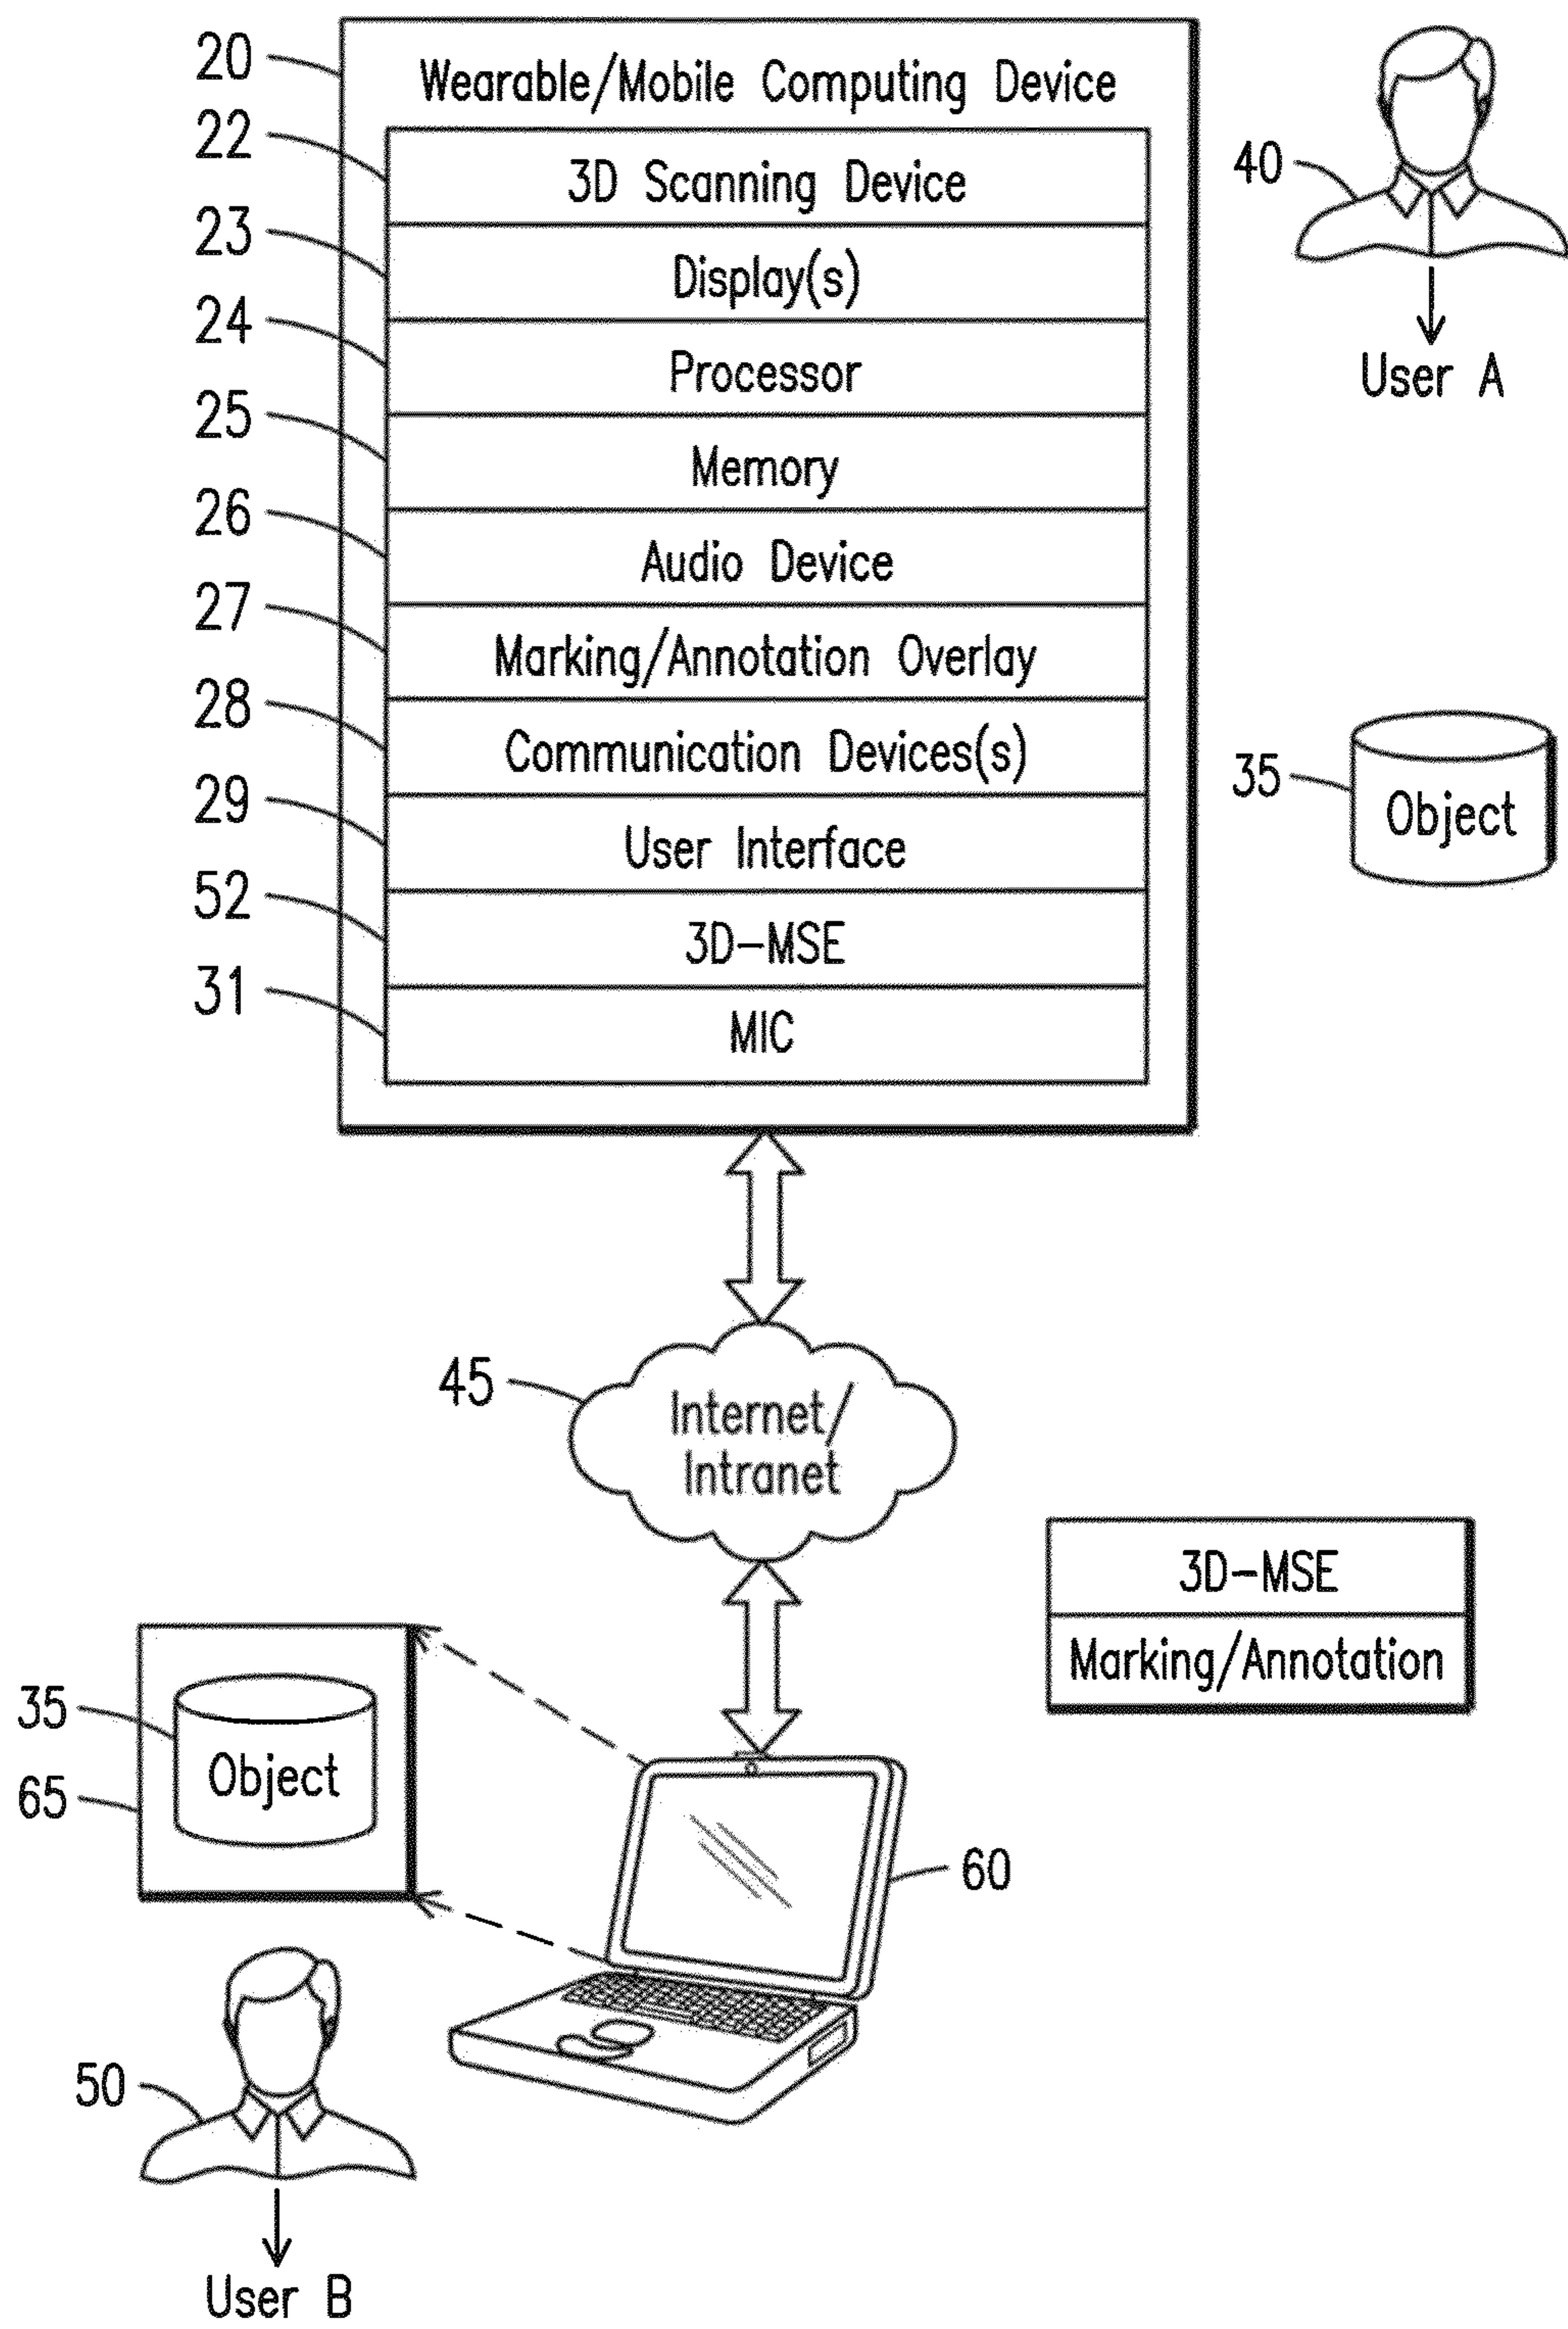 20
Wearable/Mobile Computing Device
22
3D Scanning Device
40
23
Display(s)
24
Processor
User A
25
Memory
26
Audio Device
27
Marking/Annotation Overlay
28
Communication Devices(s)
35
Object
29
User Interface
52
3D-MSE
31
MIC
45
Internet/
Intranet
3D-MSE
Marking/Annotation
35
Object
65
60
50
User B